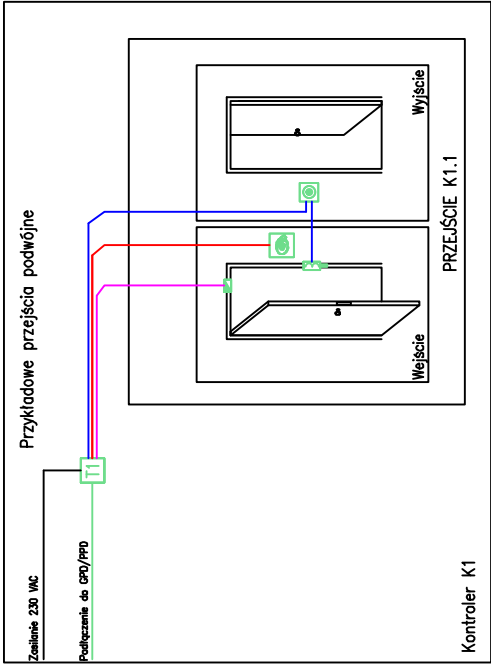 Przykładowe przejścia podwójne
Zasilanie 230 VAC
Podłączenie do GPD/PPD
T1
Wyjście
Wejście
PRZEJŚCIE K1.1
Kontroler K1